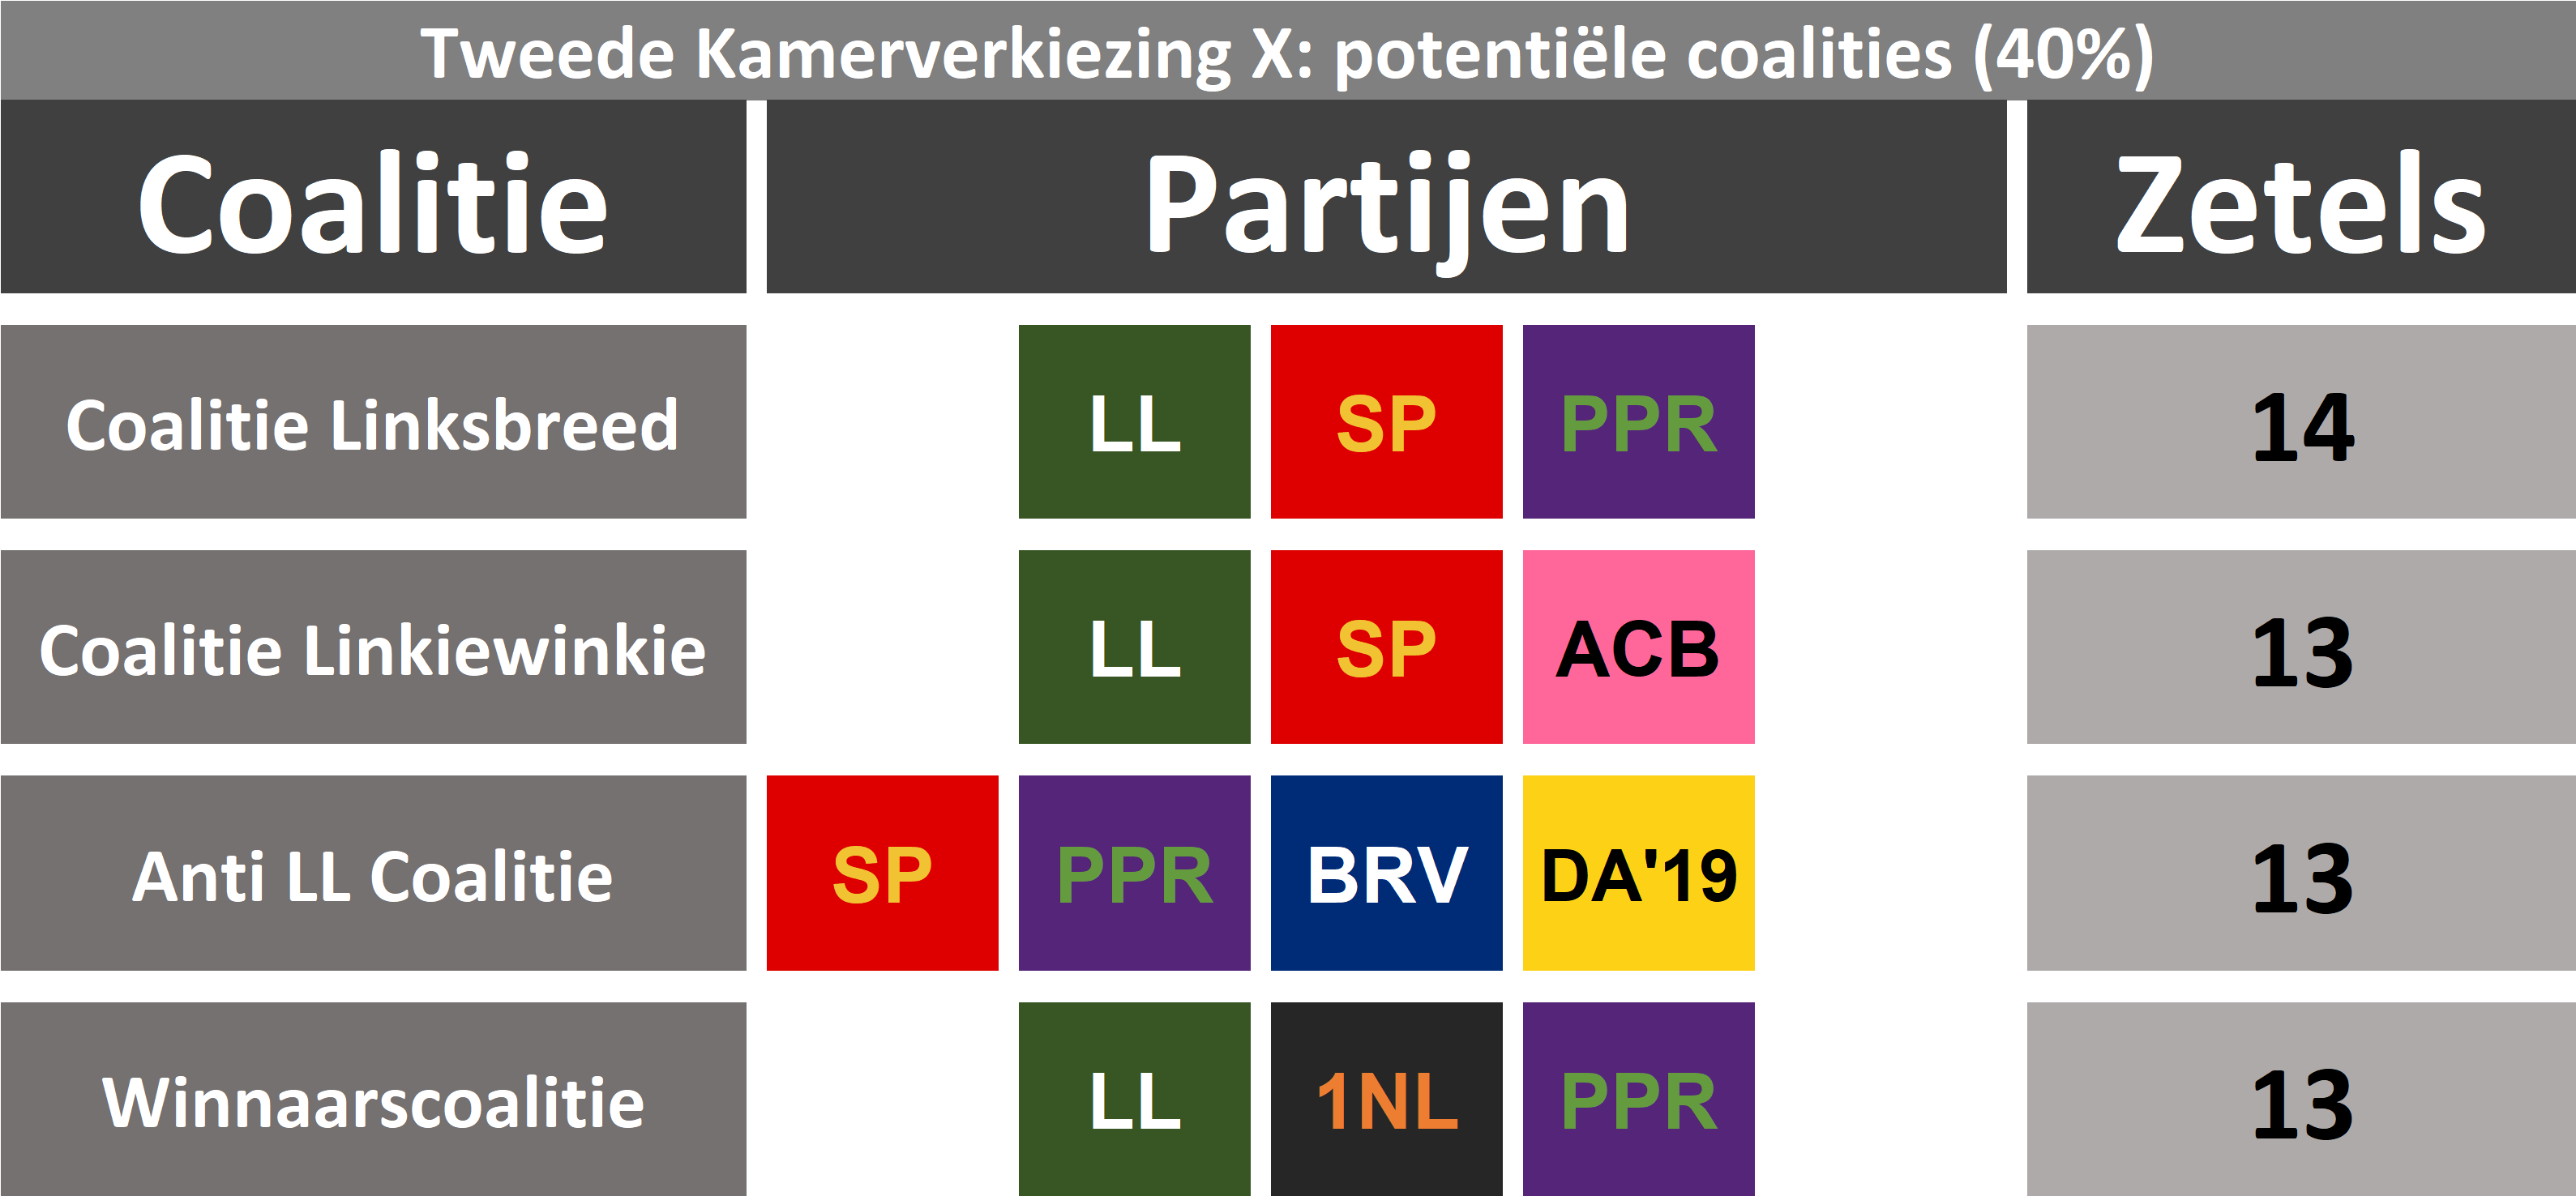 Tweede Kamerverkiezing X: potentiële coalities (40%)
Coalitie Partijen Zetels
Coalitie Linksbreed LL SP PPR 14
Coalitie Linkiewinkie LL SP ACB 13
Anti LL Coalitie SP PPR BRV DA'19 13
Winnaarscoalitie LL 1NL PPR 13